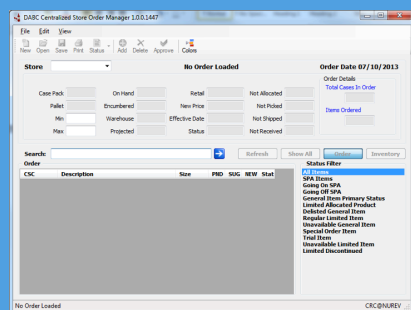 DABC Centralized Store Order Manager 1.0.0.1447
File Edit View
New Open Save Print Status Add Delete Approve Colors
Store No Order Loaded Order Date 07/10/2013
Order Details
Case Pack On Hand Retail Not Allocated Total Cases In Order
Pallet Encumbered New Price Not Picked
Min Warehouse Effective Date Not Shipped Items Ordered
Max Projected Status Not Received
Search: Refresh Show All Order Inventory
Order Status Filter
CSC Description Size PND SUG NEW Stat
All Items
SPA Items
Going On SPA
Going Off SPA
General Item Primary Status
Limited Allocated Product
Delisted General Item
Regular Limited Item
Unavailable General Item
Special Order Item
Trial Item
Unavailable Limited Item
Limited Discontinued
No Order Loaded CRC@NUREV